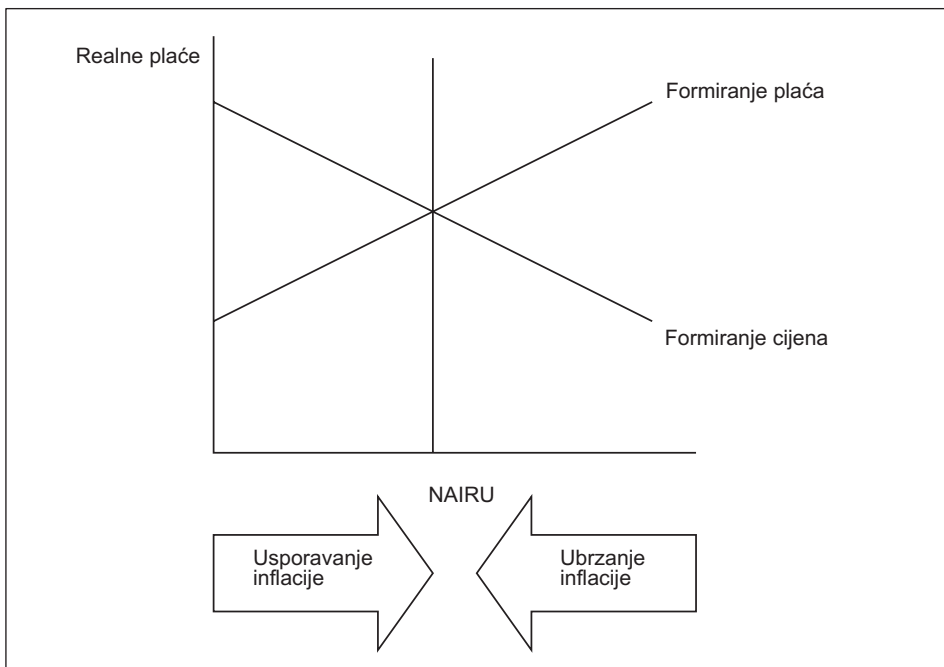 Realne plaće
Formiranje plaća
Formiranje cijena
NAIRU
Usporavanje
inflacije
Ubrzanje
inflacije